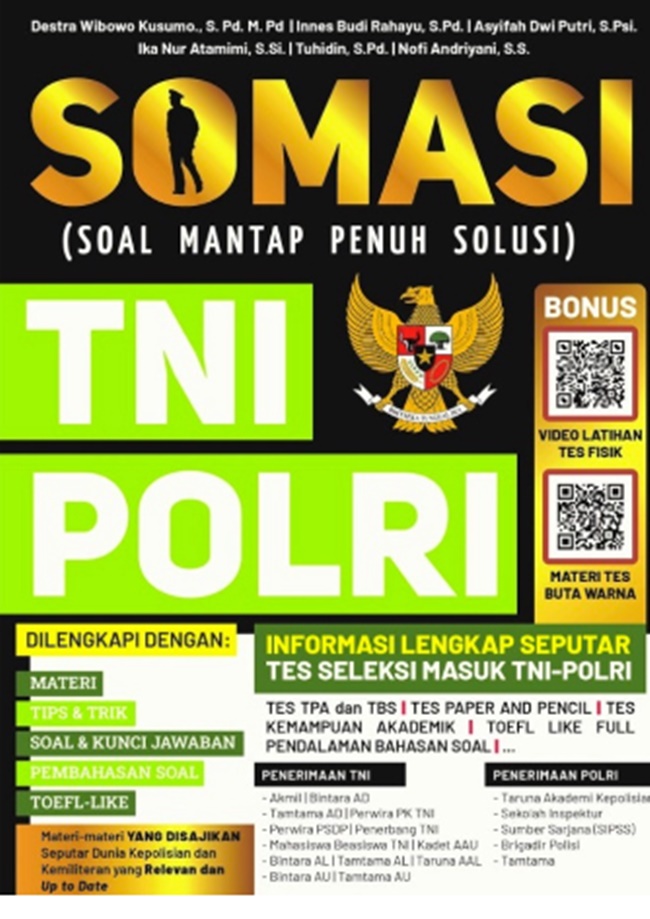 Destra Wibowo Kusumo., S. Pd. M. Pd | Innes Budi Rahayu, S.Pd. | Asyifah Dwi Putri, S.Psi.
Ika Nur Atamimi, S.Si. | Tuhidin, S.Pd. | Nofi Andriyani, S.S.
SOMASI
(SOAL MANTAP PENUH SOLUSI)
TNI
POLRI
BONUS
VIDEO LATIHAN
TES FISIK
MATERI TES
BUTA WARNA
DILENGKAPI DENGAN:
MATERI
TIPS & TRIK
SOAL & KUNCI JAWABAN
PEMBAHASAN SOAL
TOEFL-LIKE
Materi-materi YANG DISAJIKAN
Seputar Dunia Kepolisian dan
Kemiliteran yang Relevan dan
Up to Date
INFORMASI LENGKAP SEPUTAR
TES SELEKSI MASUK TNI-POLRI
TES TPA dan TBS | TES PAPER AND PENCIL | TES
KEMAMPUAN AKADEMIK | TOEFL LIKE FULL
PENDALAMAN BAHASAN SOAL | ...
PENERIMAAN TNI
- Akmil | Bintara AD
- Tamtama AD | Perwira PK TNI
- Perwira PSDP | Penerbang TNI
- Mahasiswa Beasiswa TNI | Kadet AAU
- Bintara AL | Tamtama AL | Taruna AAL
- Bintara AU | Tamtama AU
PENERIMAAN POLRI
- Taruna Akademi Kepolisian
- Sekolah Inspektur
- Sumber Sarjana (SIPSS)
- Brigadir Polisi
- Tamtama